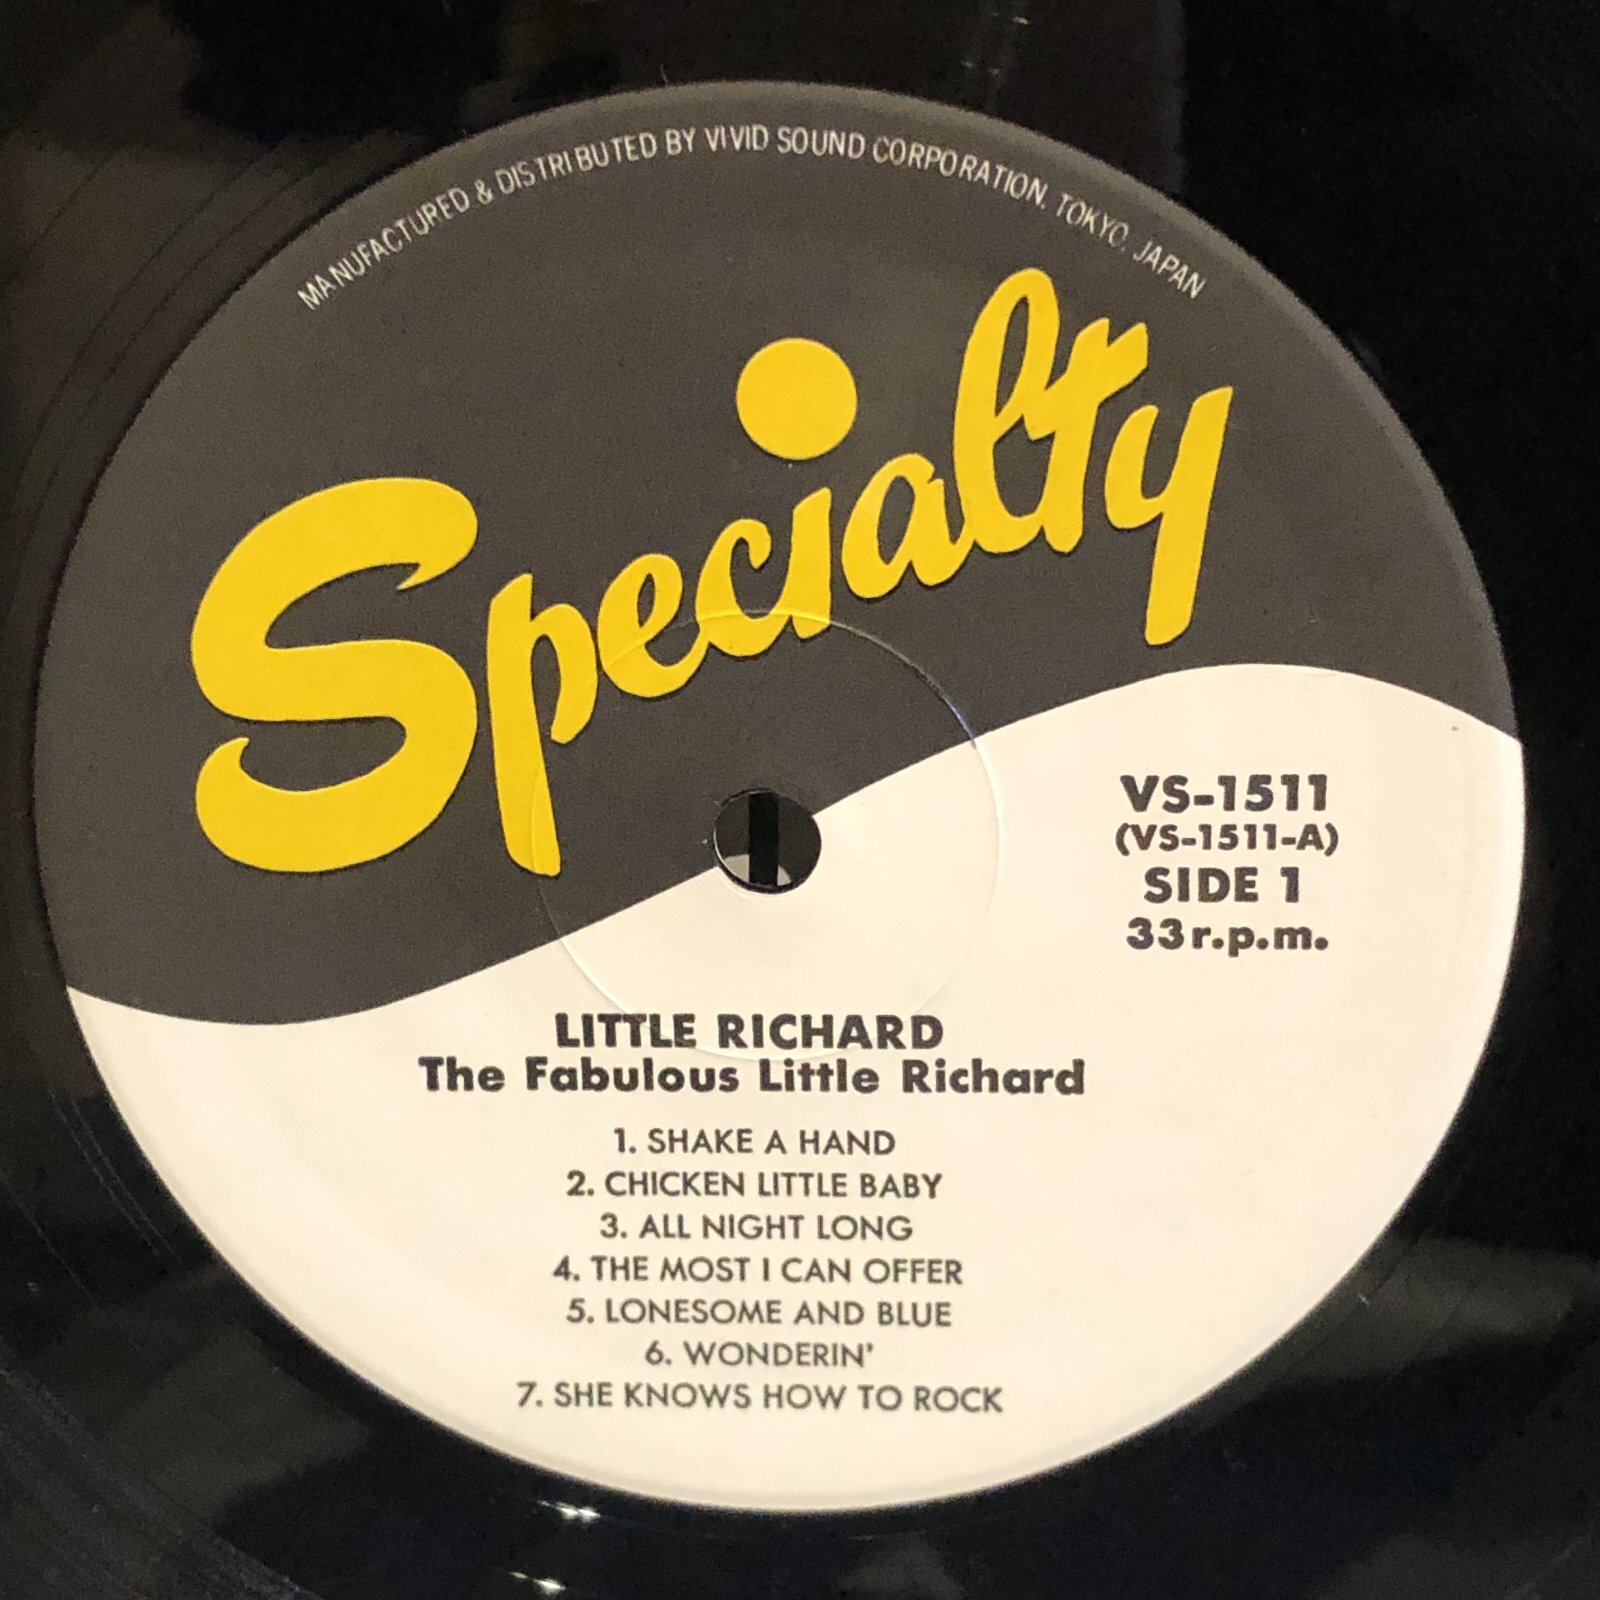 MANUFACTURED & DISTRIBUTED BY VIVID SOUND CORPORATION. TOKYO. JAPAN
Specialty
VS-1511
(VS-1511-A)
SIDE 1
33 r.p.m.
LITTLE RICHARD
The Fabulous Little Richard
1. SHAKE A HAND
2. CHICKEN LITTLE BABY
3. ALL NIGHT LONG
4. THE MOST I CAN OFFER
5. LONESOME AND BLUE
6. WONDERIN'
7. SHE KNOWS HOW TO ROCK